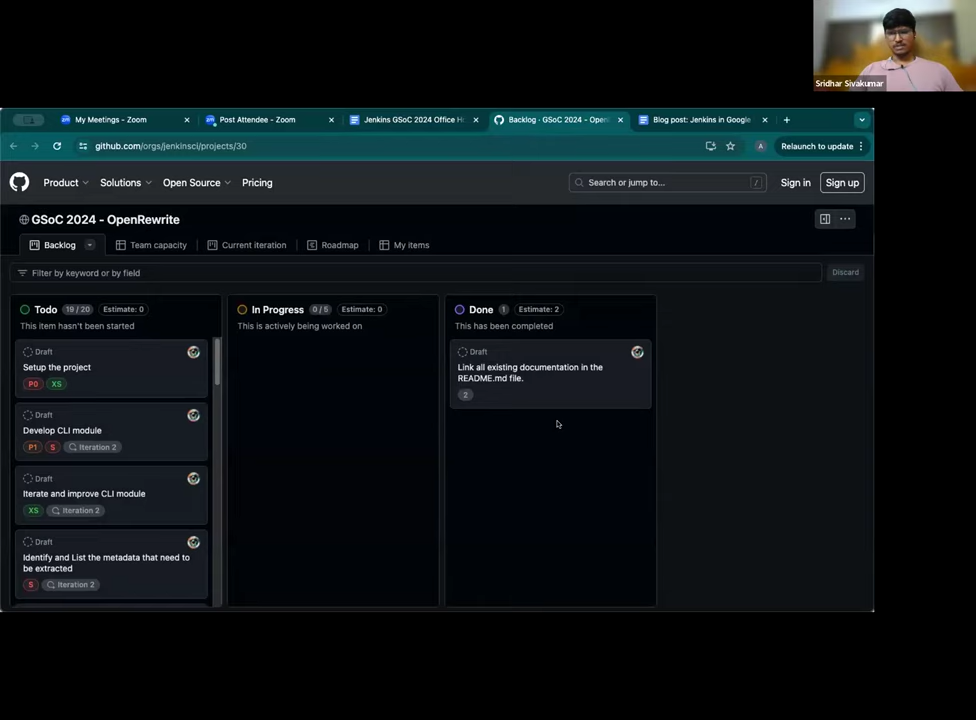 Sridhar Sivakumar
My Meetings - Zoom
Post Attendee - Zoom
Jenkins GSoC 2024 Office H
Backlog · GSoC 2024 - Open
Blog post: Jenkins in Google
github.com/orgs/jenkinsci/projects/30
A
Relaunch to update
Product
Solutions
Open Source
Pricing
Search or jump to...
/
Sign in
Sign up
GSoC 2024 - OpenRewrite
Backlog
Team capacity
Current iteration
Roadmap
My items
Filter by keyword or by field
Discard
Todo 19 / 20 Estimate: 0
This item hasn't been started
Draft
Setup the project
P0 XS
Draft
Develop CLI module
P1 S Iteration 2
Draft
Iterate and improve CLI module
XS Iteration 2
Draft
Identify and List the metadata that need to
be extracted
S Iteration 2
In Progress 0 / 5 Estimate: 0
This is actively being worked on
Done 1 Estimate: 2
This has been completed
Draft
Link all existing documentation in the
README.md file.
2